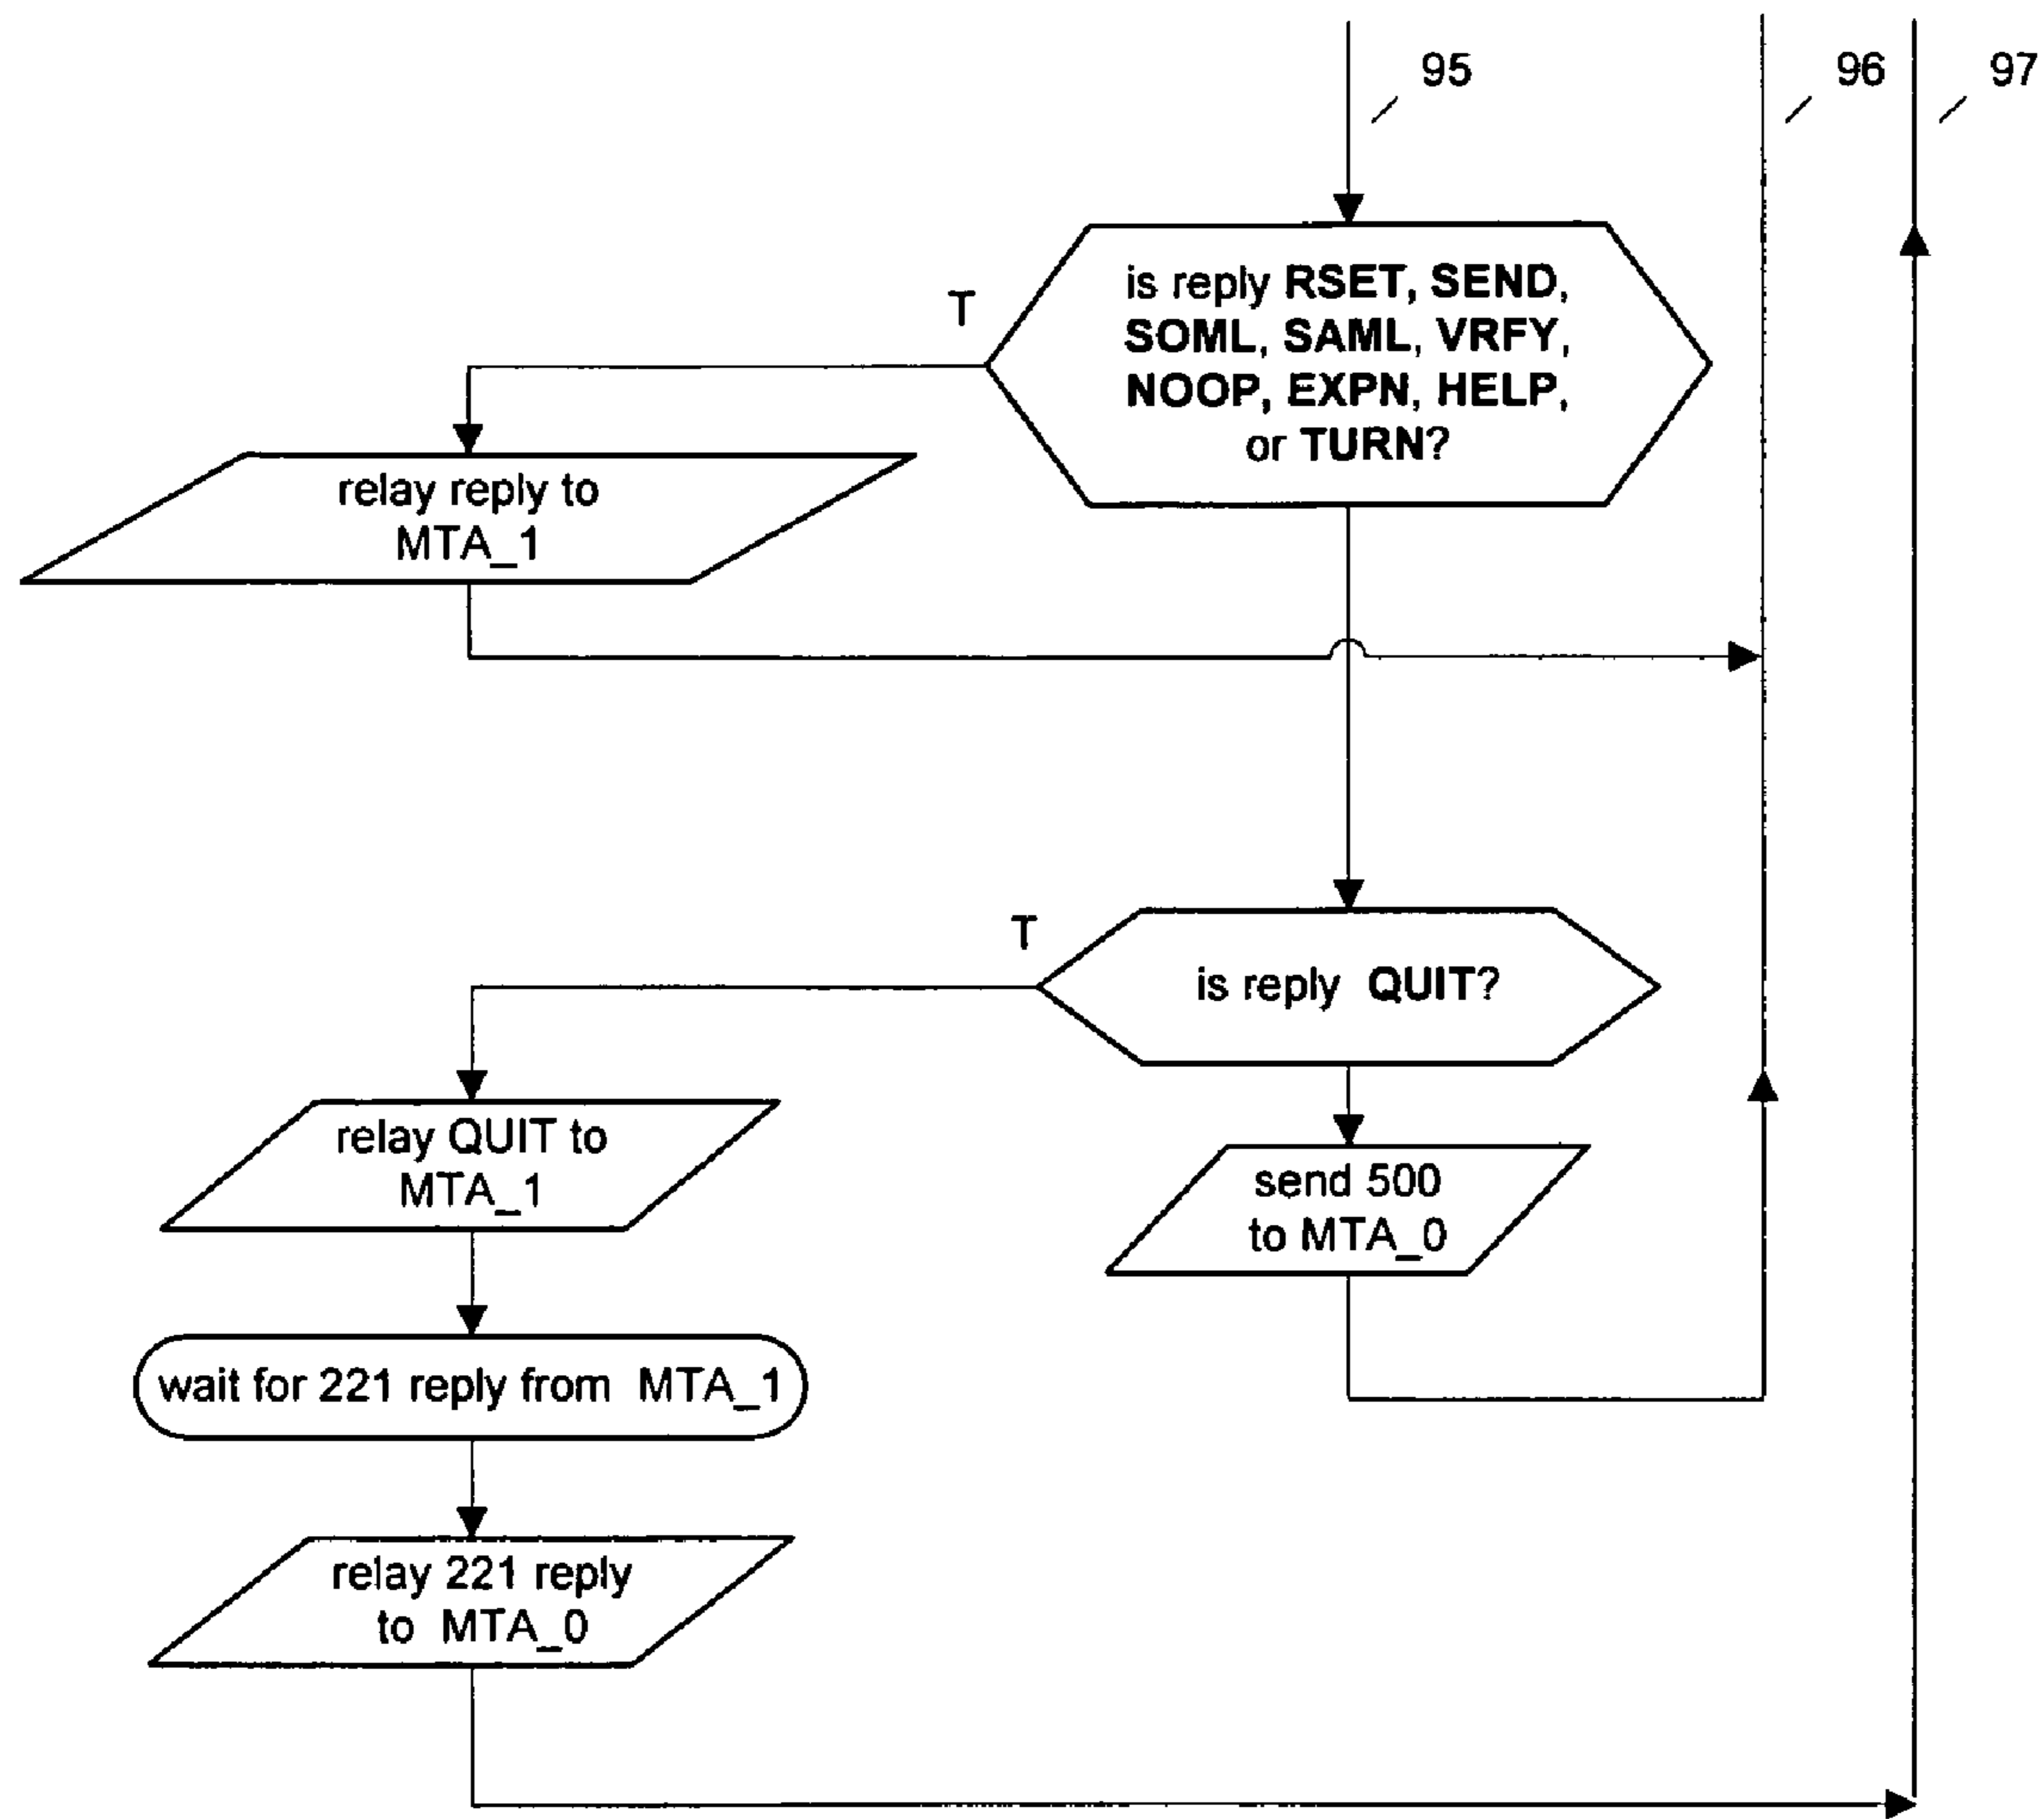 95
96
97
is reply RSET, SEND,
SOML, SAML, VRFY,
NOOP, EXPN, HELP,
or TURN?
T
relay reply to
MTA_1
T
is reply QUIT?
relay QUIT to
MTA_1
send 500
to MTA_0
wait for 221 reply from MTA_1
relay 221 reply
to MTA_0